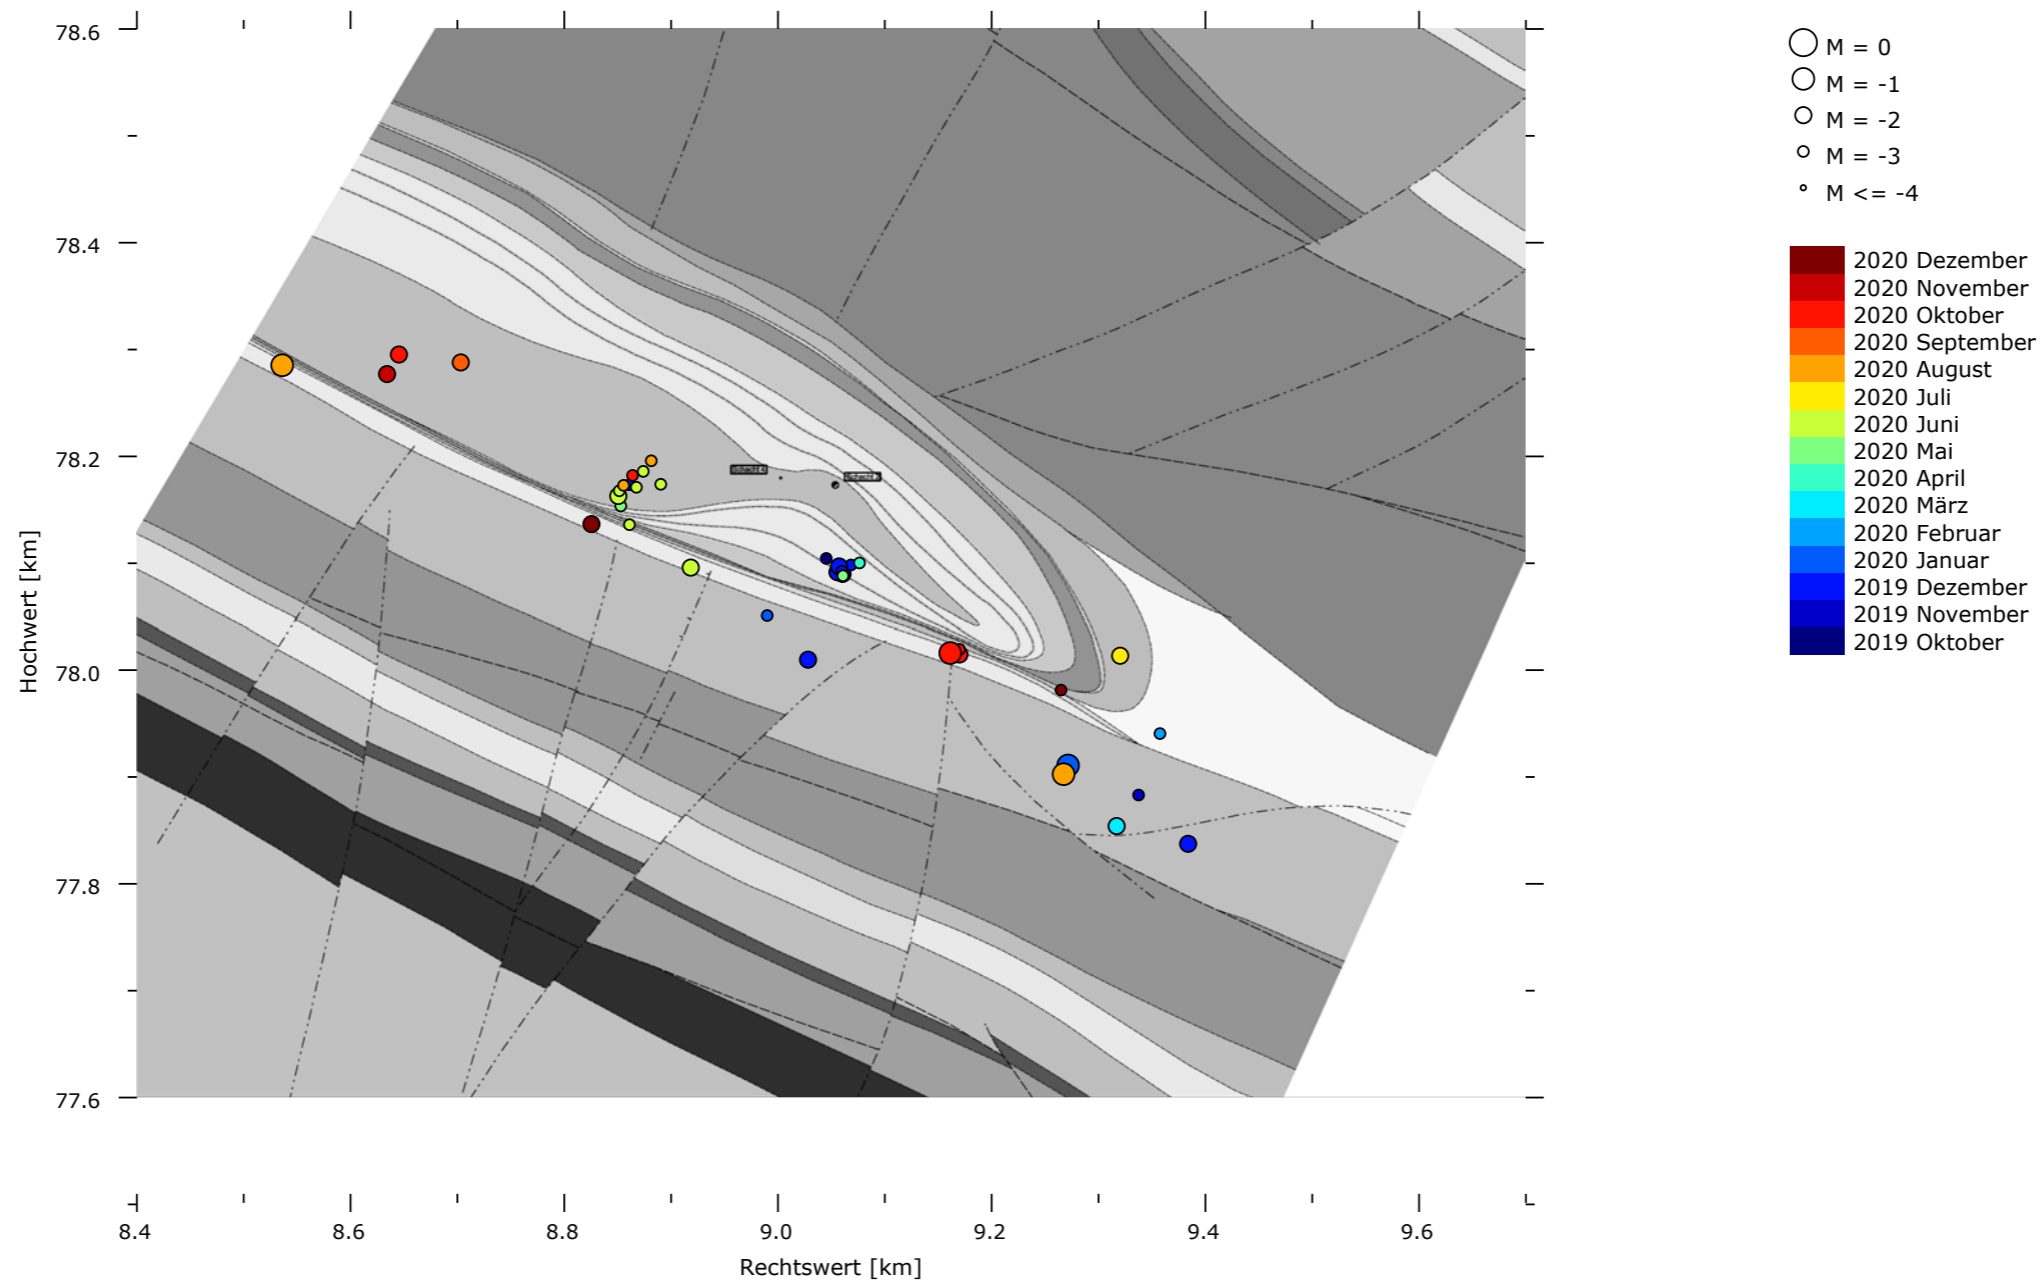 78.6
78.4
78.2
78.0
77.8
77.6
Hochwert [km]
8.4
8.6
8.8
9.0
9.2
9.4
9.6
Rechtswert [km]
M = 0
M = -1
M = -2
M = -3
M <= -4
2020 Dezember
2020 November
2020 Oktober
2020 September
2020 August
2020 Juli
2020 Juni
2020 Mai
2020 April
2020 März
2020 Februar
2020 Januar
2019 Dezember
2019 November
2019 Oktober